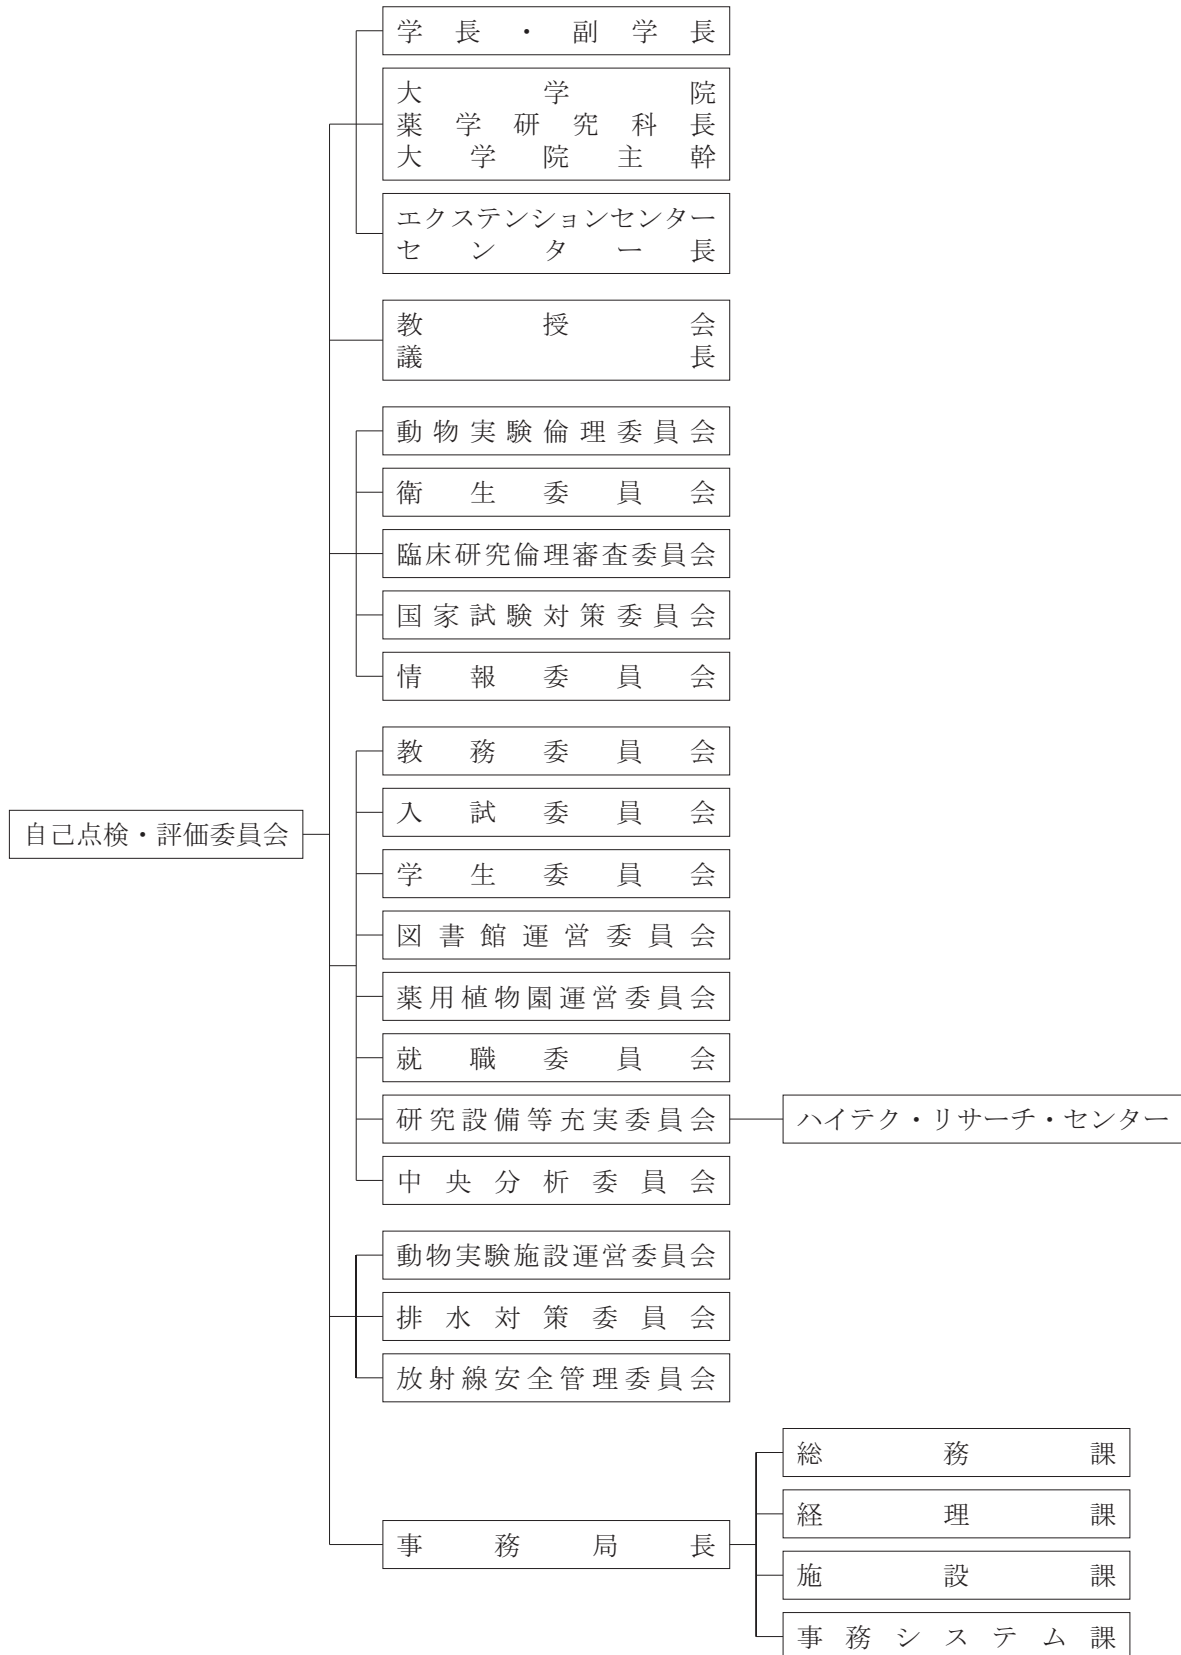 学長・副学長
大学院
薬学研究科長
大学院主幹
エクステンションセンター
センター長
教授会
議長
動物実験倫理委員会
衛生委員会
臨床研究倫理審査委員会
国家試験対策委員会
情報委員会
教務委員会
入試委員会
自己点検・評価委員会
学生委員会
図書館運営委員会
薬用植物園運営委員会
就職委員会
研究設備等充実委員会
ハイテク・リサーチ・センター
中央分析委員会
動物実験施設運営委員会
排水対策委員会
放射線安全管理委員会
総務課
経理課
事務局長
施設課
事務システム課